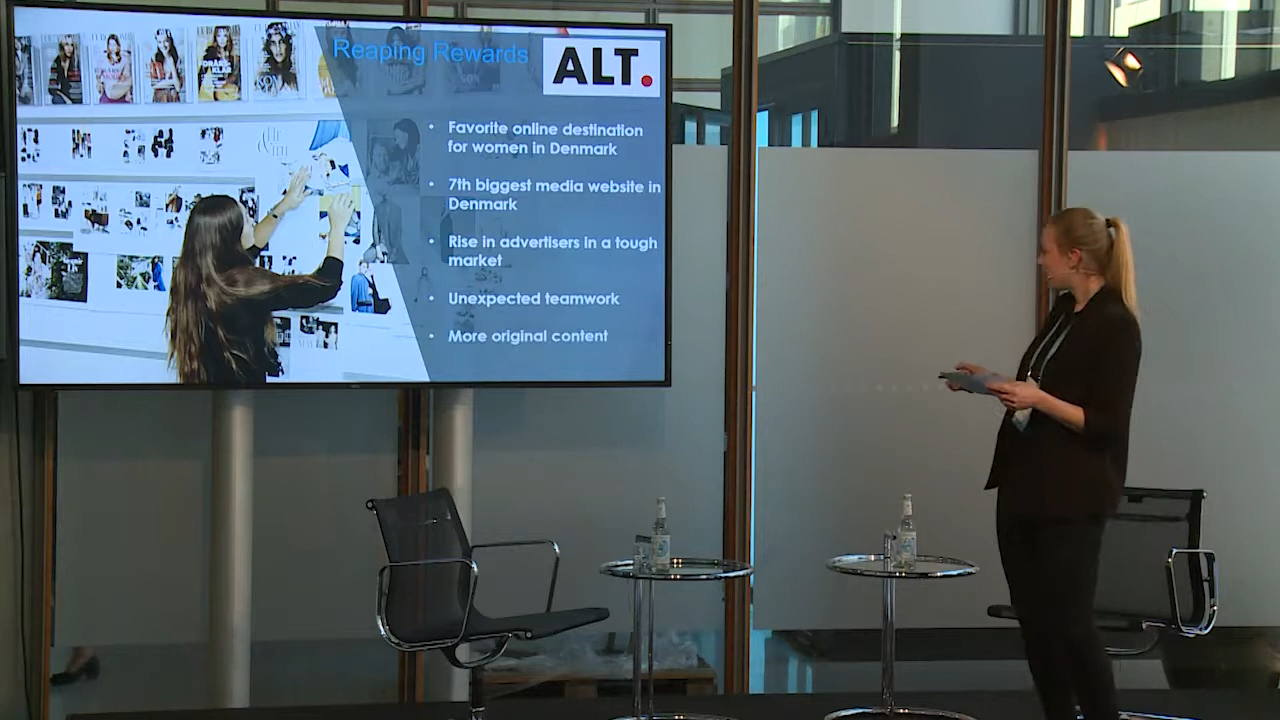 Reaping Rewards
ALT.
• Favorite online destination
for women in Denmark
• 7th biggest media website in
Denmark
• Rise in advertisers in a tough
market
• Unexpected teamwork
• More original content